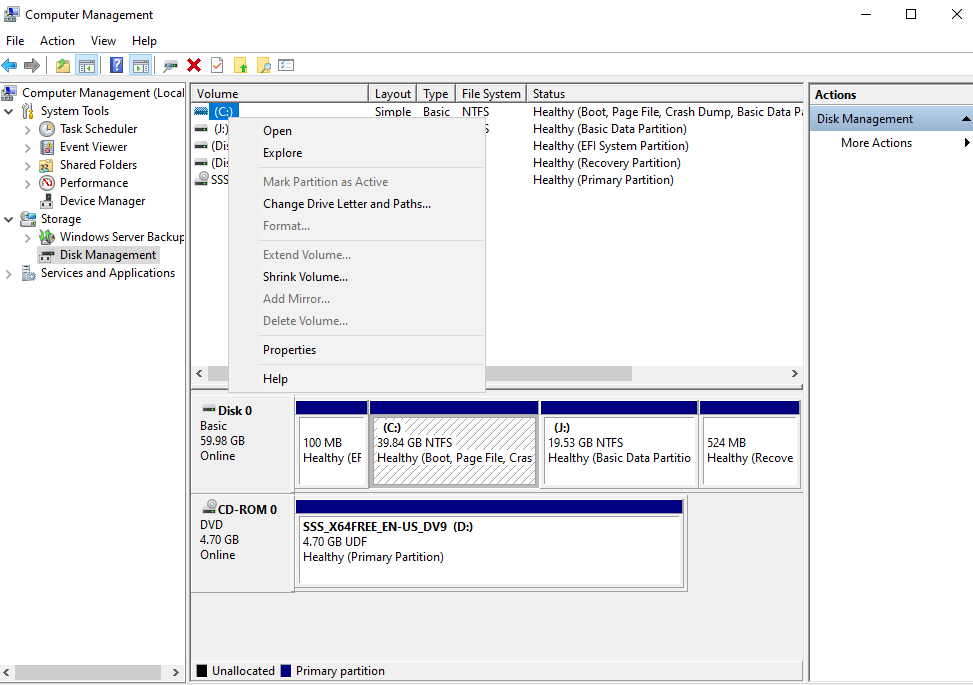 Computer Management
File Action View Help
Computer Management (Local
System Tools
Task Scheduler
Event Viewer
Shared Folders
Performance
Device Manager
Storage
Windows Server Backup
Disk Management
Services and Applications
Volume Layout Type File System Status
(C:) Simple Basic NTFS Healthy (Boot, Page File, Crash Dump, Basic Data P
(J:) S Healthy (Basic Data Partition)
(Dis Healthy (EFI System Partition)
(Dis Healthy (Recovery Partition)
SSS Healthy (Primary Partition)
Open
Explore
Mark Partition as Active
Change Drive Letter and Paths...
Format...
Extend Volume...
Shrink Volume...
Add Mirror...
Delete Volume...
Properties
Help
Disk 0
Basic
59.98 GB
Online
100 MB
Healthy (EF
(C:)
39.84 GB NTFS
Healthy (Boot, Page File, Cras
(J:)
19.53 GB NTFS
Healthy (Basic Data Partitio
524 MB
Healthy (Recove
CD-ROM 0
DVD
4.70 GB
Online
SSS_X64FREE_EN-US_DV9 (D:)
4.70 GB UDF
Healthy (Primary Partition)
Unallocated Primary partition
Actions
Disk Management
More Actions